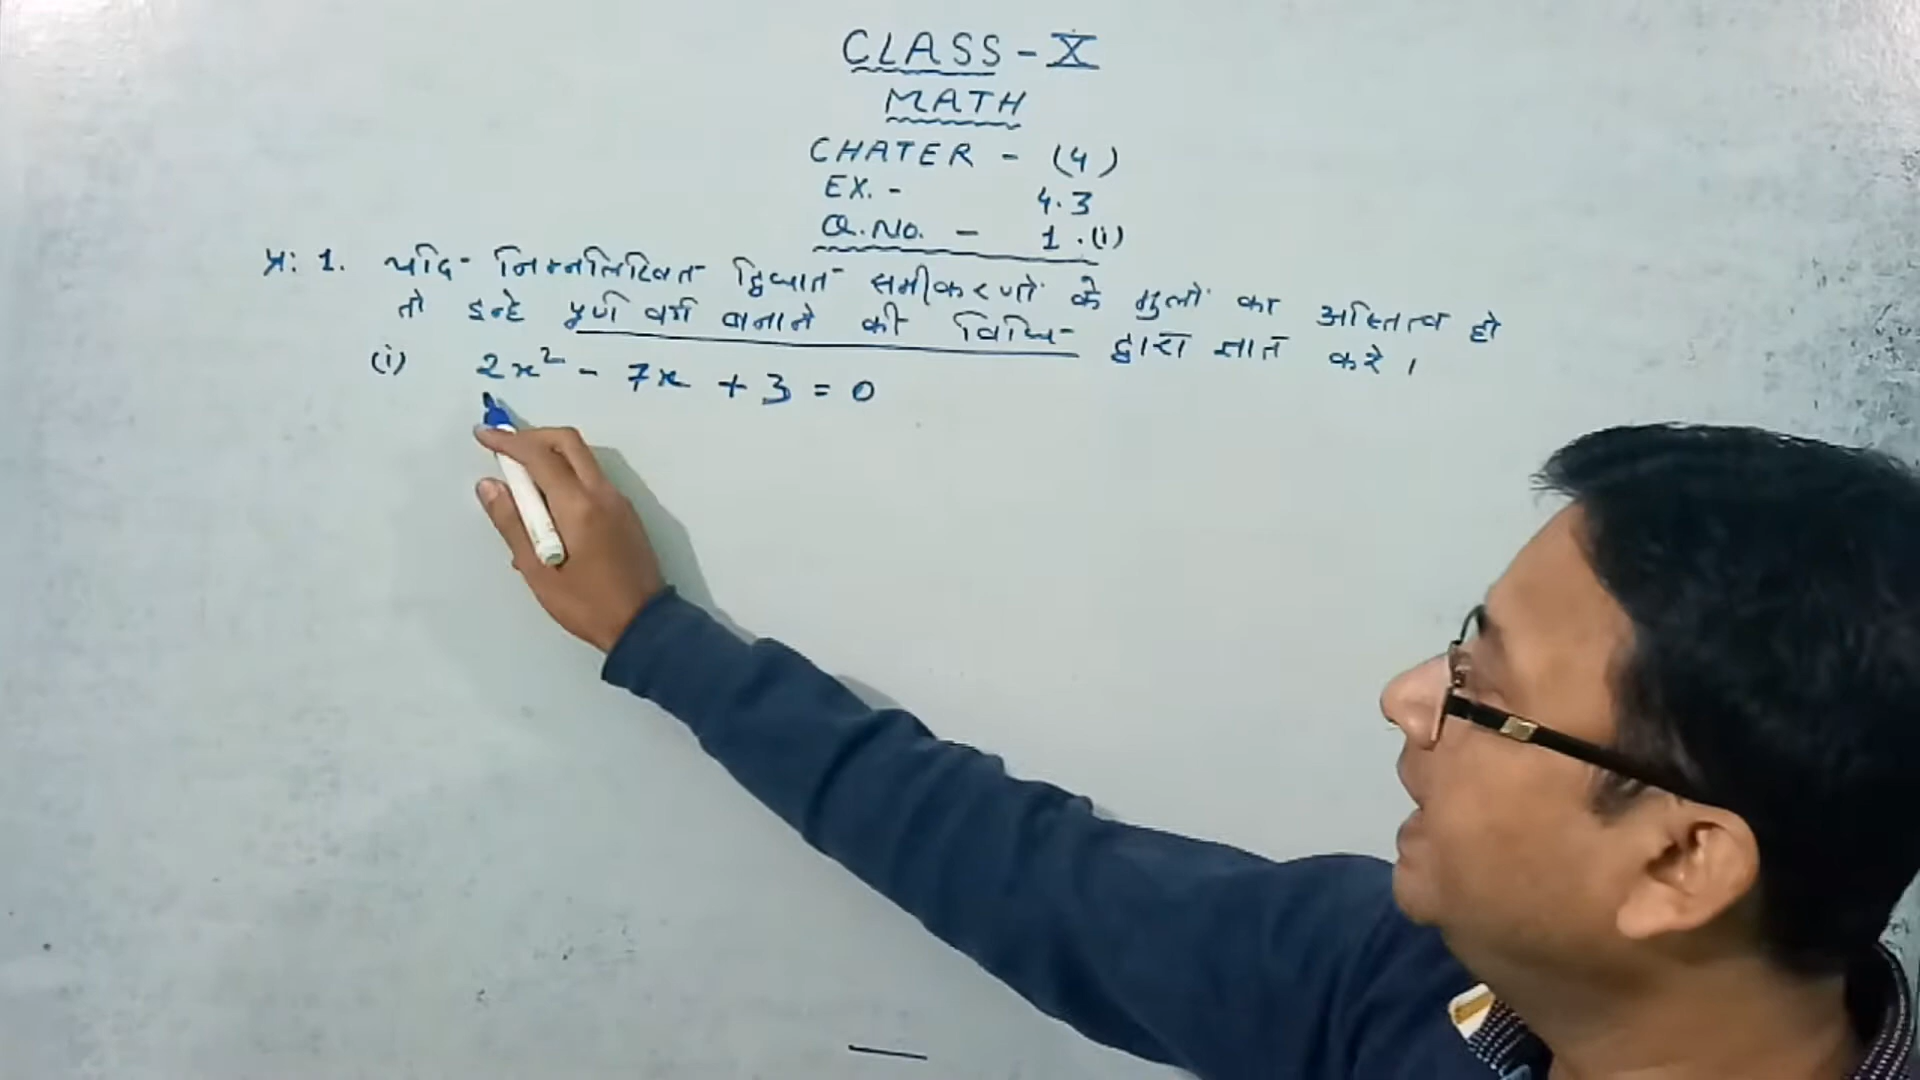 CLASS - X
MATH
CHATER - (4)
EX. - 4.3
Q.No. - 1.(i)
प्र: 1. यदि निम्नलिखित द्विघात समीकरणो के मुलो का अस्तित्व हो
तो इन्हे पूर्ण वर्ग बनाने की विधि द्वारा ज्ञात करे।
(i) 2x² - 7x + 3 = 0